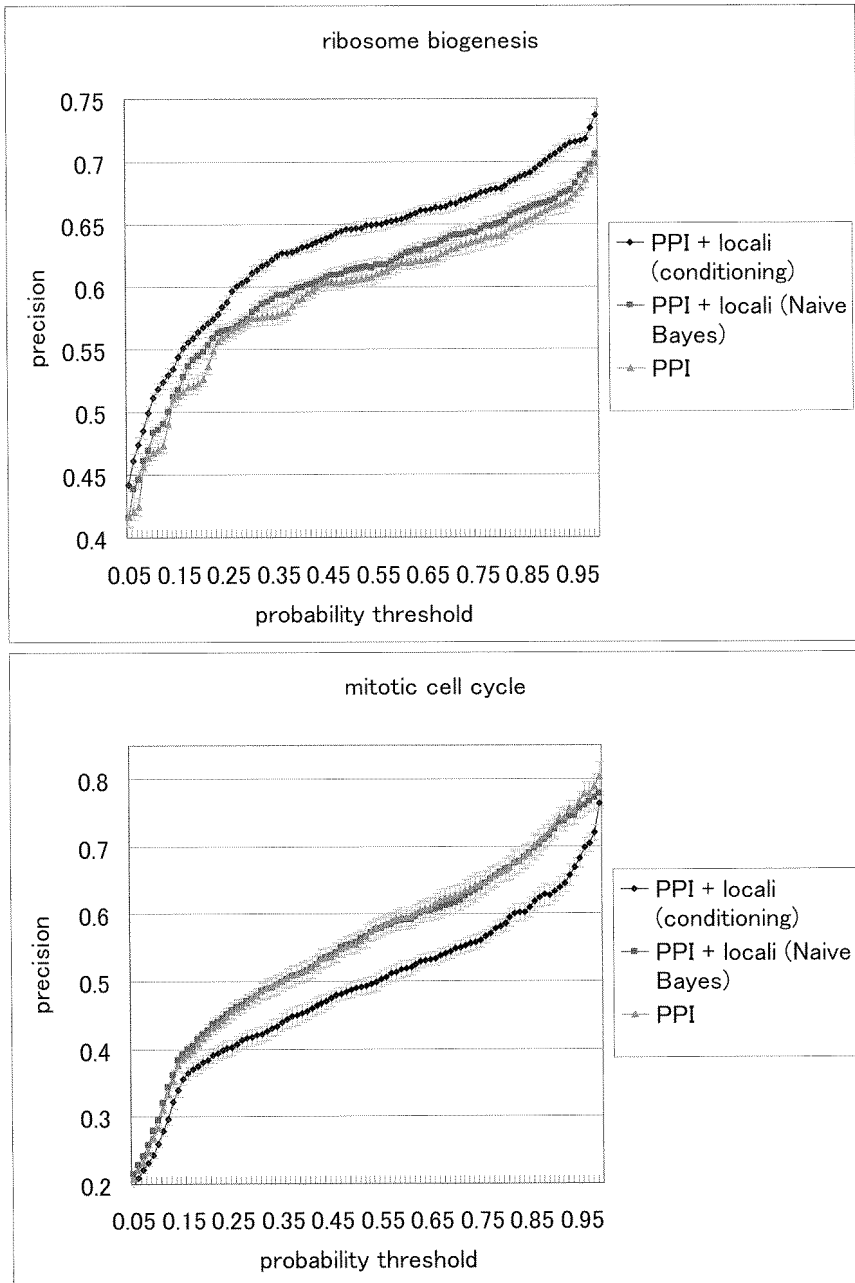 ribosome biogenesis
0.75
0.7
0.65
0.6
0.55
0.5
0.45
0.4
precision
0.05 0.15 0.25 0.35 0.45 0.55 0.65 0.75 0.85 0.95
probability threshold
PPI + locali
(conditioning)
PPI + locali (Naive
Bayes)
PPI
mitotic cell cycle
0.8
0.7
0.6
0.5
0.4
0.3
0.2
precision
0.05 0.15 0.25 0.35 0.45 0.55 0.65 0.75 0.85 0.95
probability threshold
PPI + locali
(conditioning)
PPI + locali (Naive
Bayes)
PPI